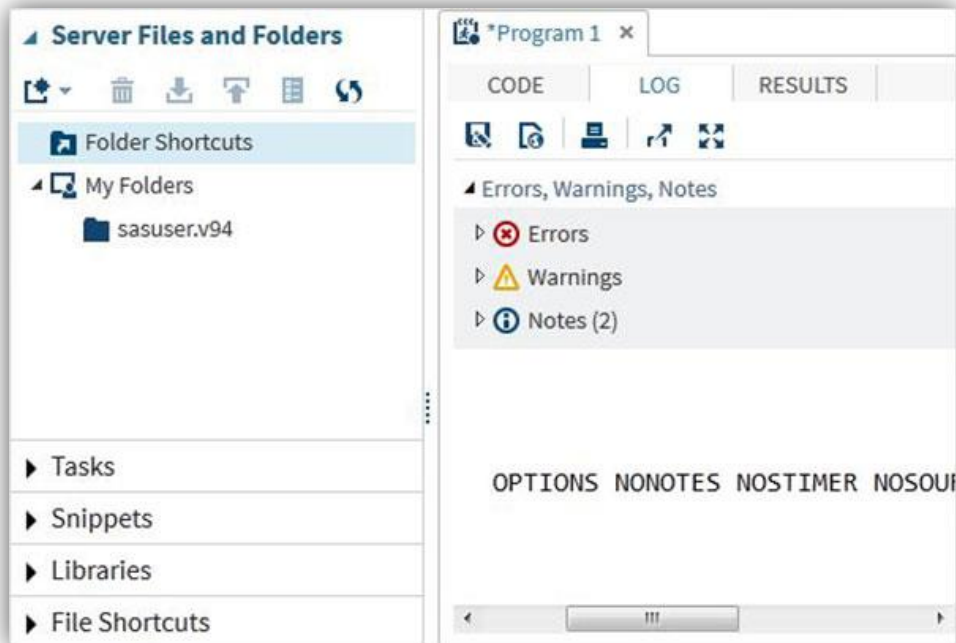 Server Files and Folders
Folder Shortcuts
My Folders
sasuser.v94
Tasks
Snippets
Libraries
File Shortcuts
*Program 1
CODE LOG RESULTS
Errors, Warnings, Notes
Errors
Warnings
Notes (2)
OPTIONS NONOTES NOSTIMER